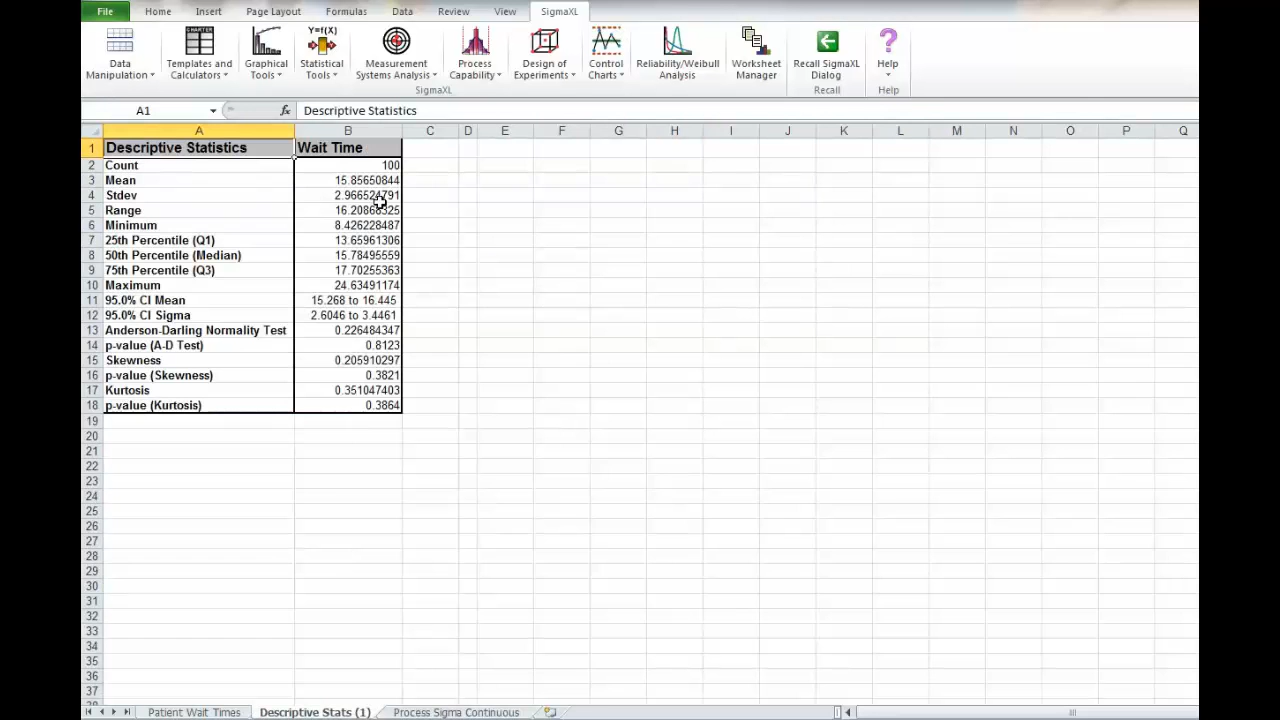 File Home Insert Page Layout Formulas Data Review View SigmaXL
CHARTER Y=f(X)
Data Manipulation Templates and Calculators Graphical Tools Statistical Tools Measurement Systems Analysis Process Capability Design of Experiments Control Charts Reliability/Weibull Analysis Worksheet Manager Recall SigmaXL Dialog Help
SigmaXL Recall Help
A1 fx Descriptive Statistics
A B C D E F G H I J K L M N O P Q
1 Descriptive Statistics Wait Time
2 Count 100
3 Mean 15.85650844
4 Stdev
5 Range
6 Minimum 8.426228487
7 25th Percentile (Q1) 13.65961306
8 50th Percentile (Median) 15.78495559
9 75th Percentile (Q3) 17.70255363
10 Maximum 24.63491174
11 95.0% CI Mean 15.268 to 16.445
12 95.0% CI Sigma 2.6046 to 3.4461
13 Anderson-Darling Normality Test 0.226484347
14 p-value (A-D Test) 0.8123
15 Skewness 0.205910297
16 p-value (Skewness) 0.3821
17 Kurtosis 0.351047403
18 p-value (Kurtosis) 0.3864
19
20
21
22
23
24
25
26
27
28
29
30
31
32
33
34
35
36
37
Patient Wait Times Descriptive Stats (1) Process Sigma Continuous